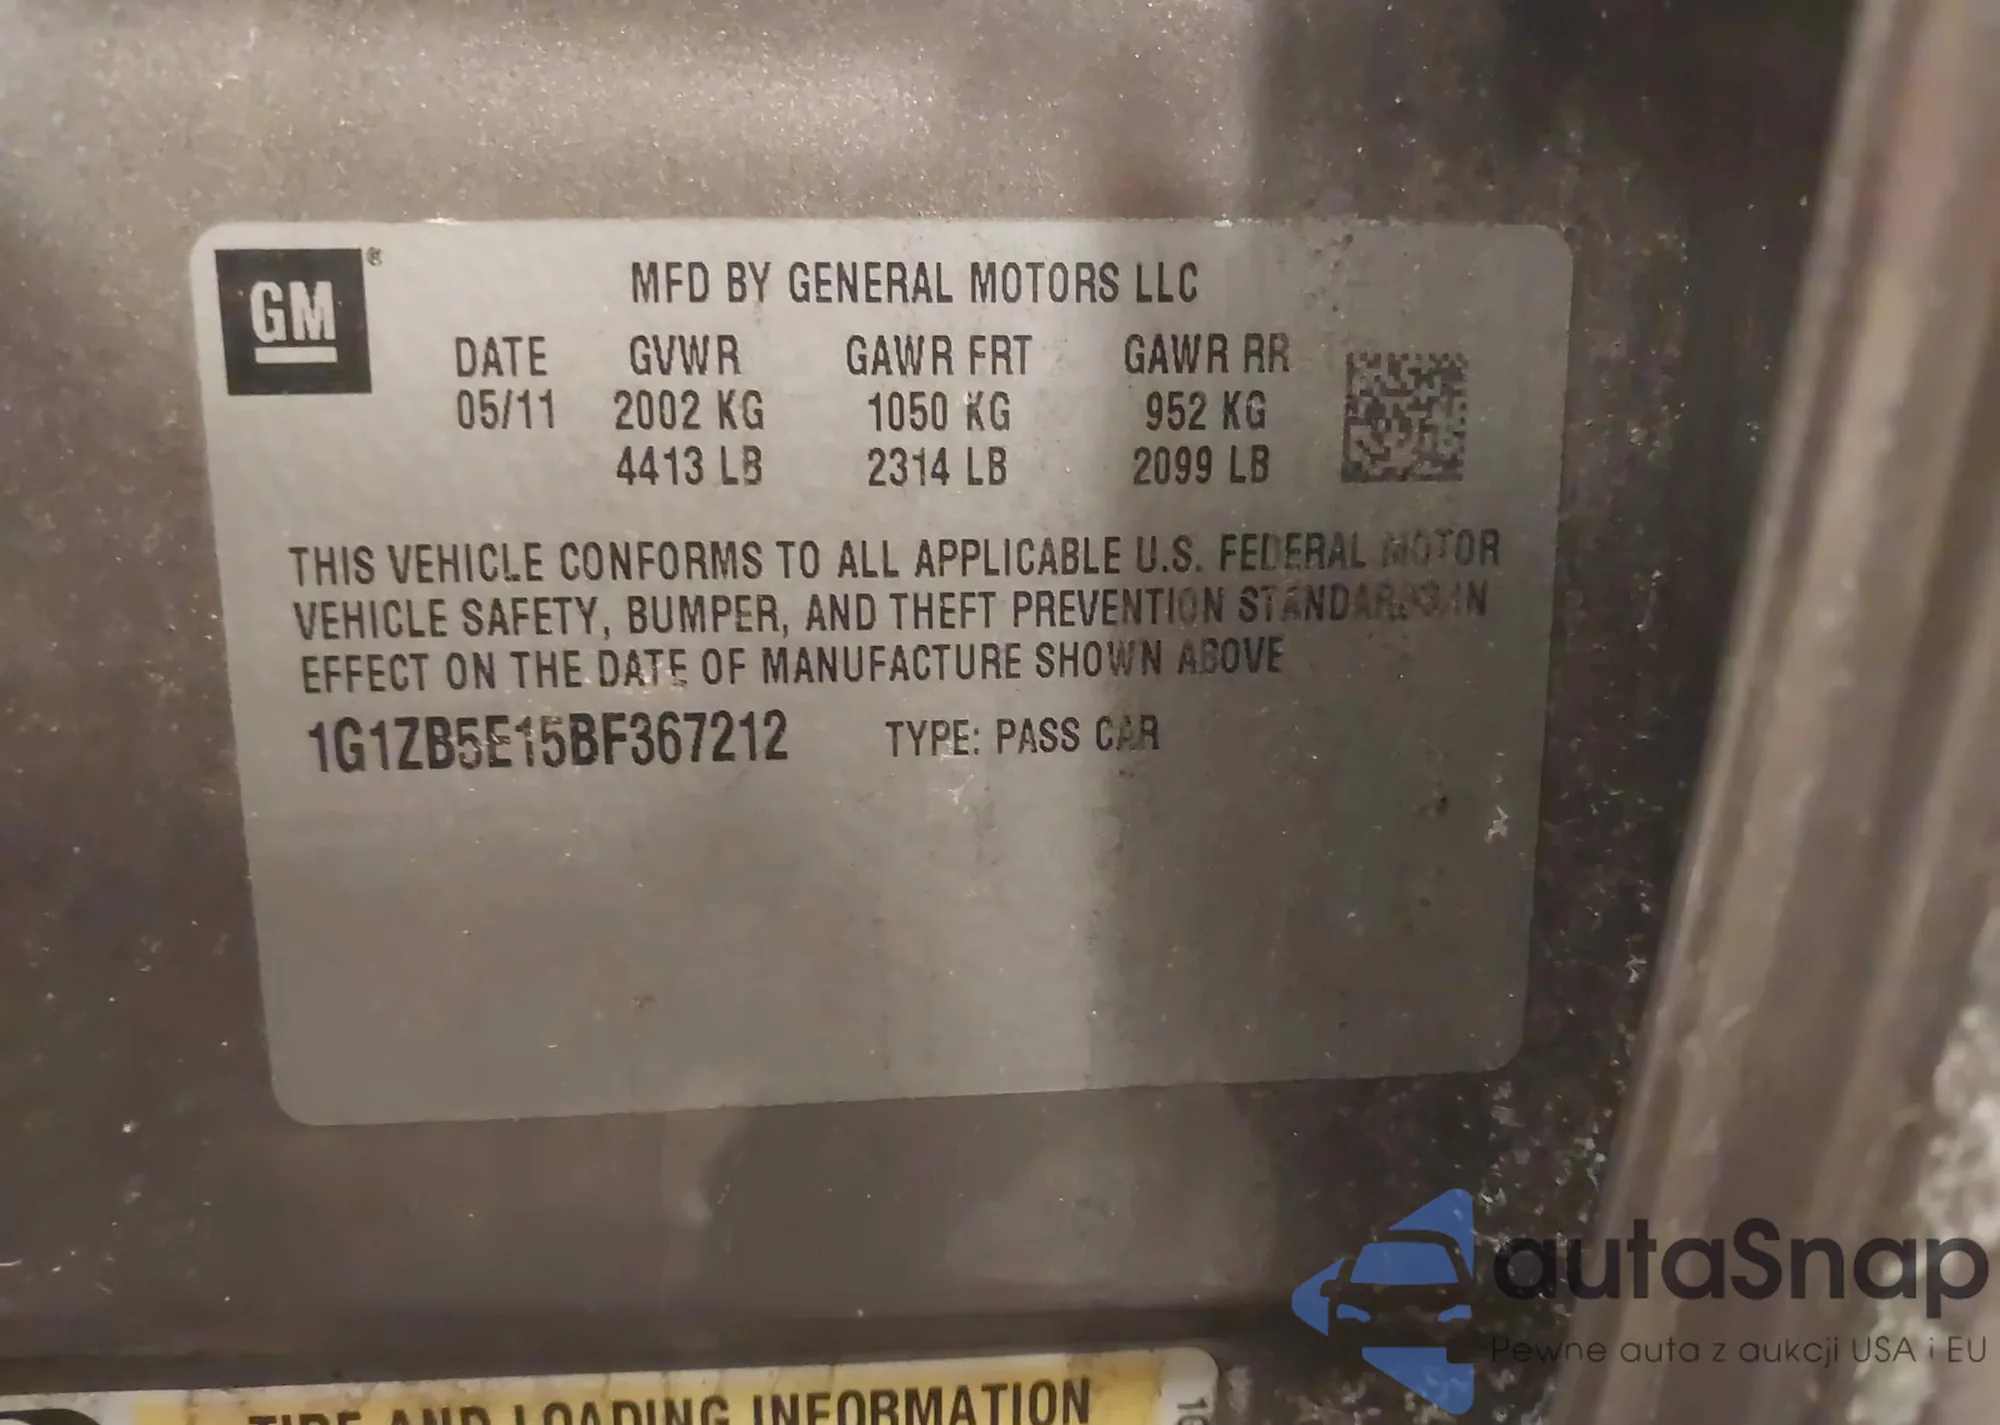 GM ®
MFD BY GENERAL MOTORS LLC
DATE GVWR GAWR FRT GAWR RR
05/11 2002 KG 1050 KG 952 KG
4413 LB 2314 LB 2099 LB
THIS VEHICLE CONFORMS TO ALL APPLICABLE U.S. FEDERAL MOTOR
VEHICLE SAFETY, BUMPER, AND THEFT PREVENTION STANDARDS IN
EFFECT ON THE DATE OF MANUFACTURE SHOWN ABOVE
1G1ZB5E15BF367212 TYPE: PASS CAR
autaSnap
Pewne auta z aukcji USA i EU
TIRE AND LOADING INFORMATION